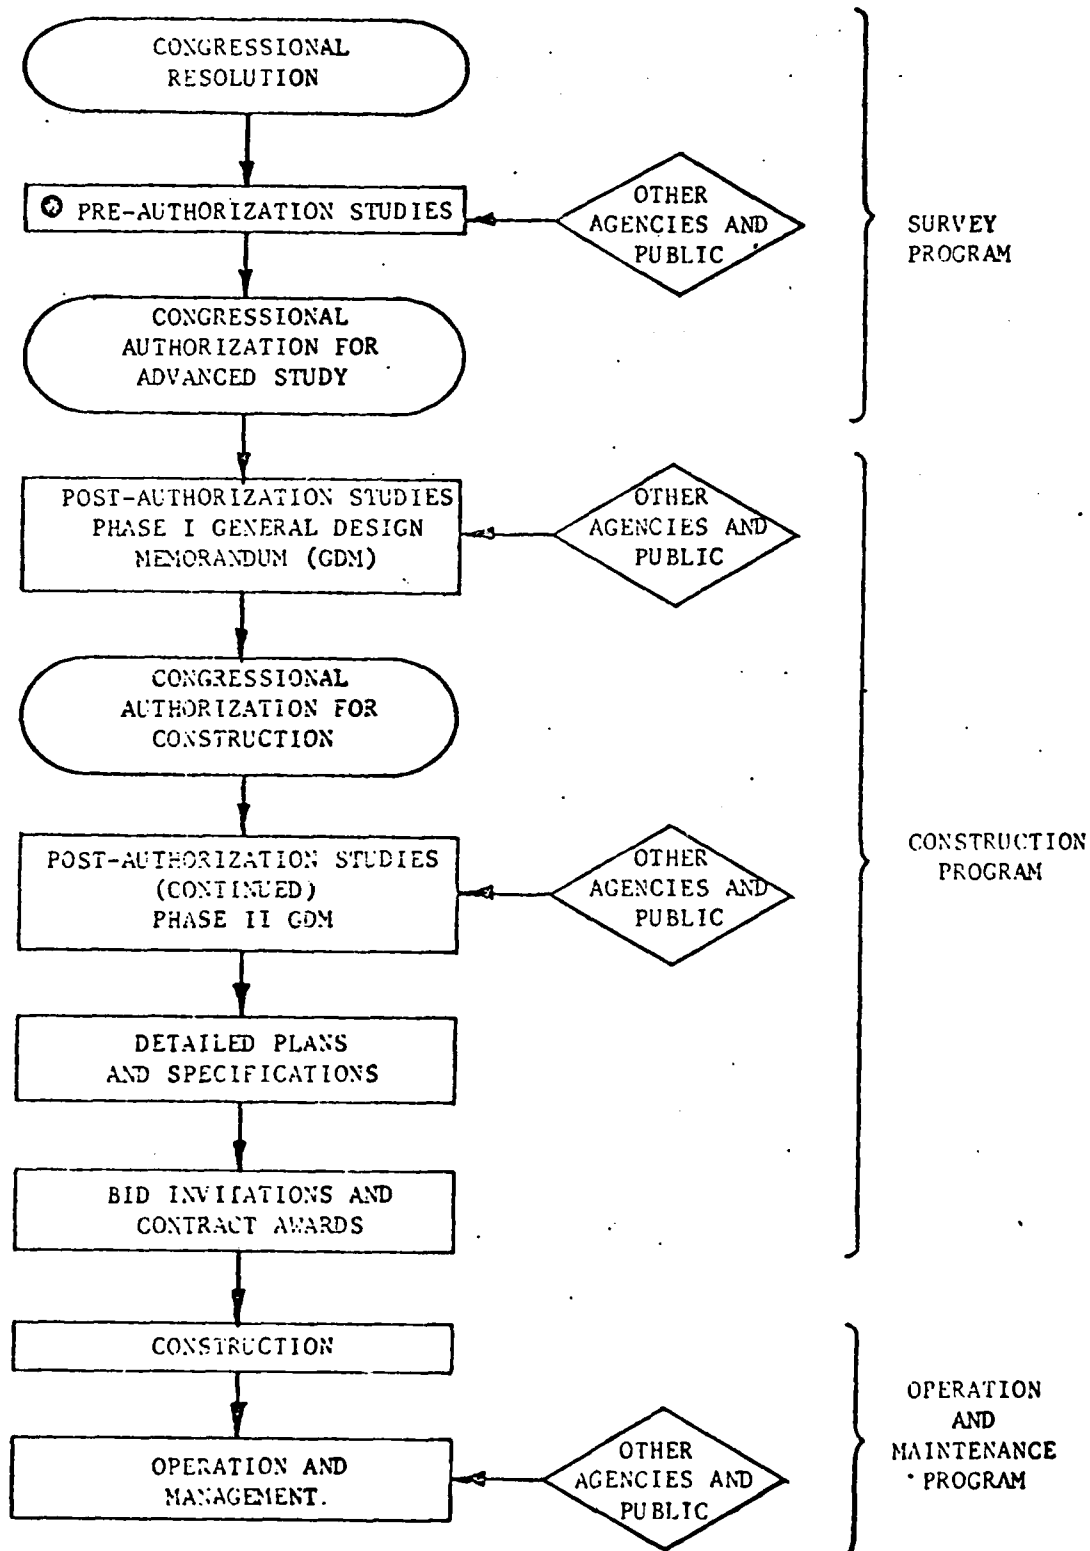 CONGRESSIONAL
RESOLUTION
PRE-AUTHORIZATION STUDIES
OTHER
AGENCIES AND
PUBLIC
SURVEY
PROGRAM
CONGRESSIONAL
AUTHORIZATION FOR
ADVANCED STUDY
POST-AUTHORIZATION STUDIES
PHASE I GENERAL DESIGN
MEMORANDUM (GDM)
OTHER
AGENCIES AND
PUBLIC
CONGRESSIONAL
AUTHORIZATION FOR
CONSTRUCTION
POST-AUTHORIZATION STUDIES
(CONTINUED)
PHASE II GDM
OTHER
AGENCIES AND
PUBLIC
CONSTRUCTION
PROGRAM
DETAILED PLANS
AND SPECIFICATIONS
BID INVITATIONS AND
CONTRACT AWARDS
CONSTRUCTION
OPERATION AND
MANAGEMENT.
OTHER
AGENCIES AND
PUBLIC
OPERATION
AND
MAINTENANCE
PROGRAM